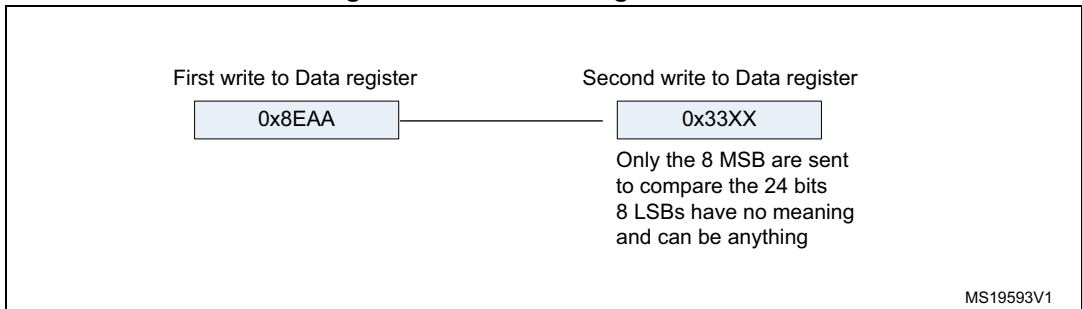 First write to Data register
Second write to Data register
0x8EAA
0x33XX
Only the 8 MSB are sent
to compare the 24 bits
8 LSBs have no meaning
and can be anything
MS19593V1